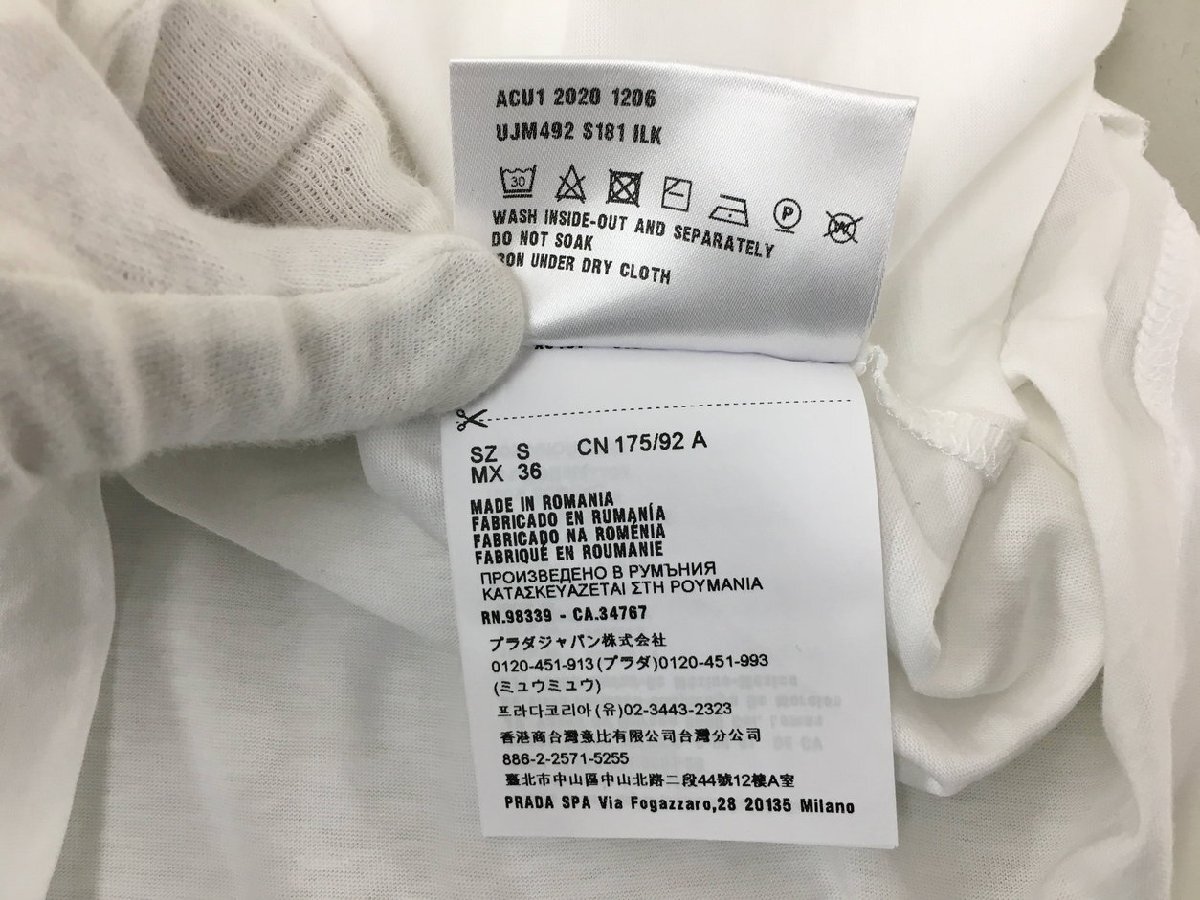 ACU1 2020 1206
UJM492 S181 ILK
30
P
W
WASH INSIDE-OUT AND SEPARATELY
DO NOT SOAK
RON UNDER DRY CLOTH
SZ S CN 175/92 A
MX 36
MADE IN ROMANIA
FABRICADO EN RUMANÍA
FABRICADO NA ROMÉNIA
FABRIQUÉ EN ROUMANIE
ПРОИЗВЕДЕНО В РУМЪНИЯ
ΚΑΤΑΣΚΕΥΑΖΕΤΑΙ ΣΤΗ ΡΟΥΜΑΝΙΑ
RN.98339 - CA.34767
プラダジャパン株式会社
0120-451-913(プラダ)0120-451-993
(ミュウミュウ)
프라다코리아(유)02-3443-2323
香港商台灣意比有限公司台灣分公司
886-2-2571-5255
臺北市中山區中山北路二段44號12樓A室
PRADA SPA Via Fogazzaro,28 20135 Milano